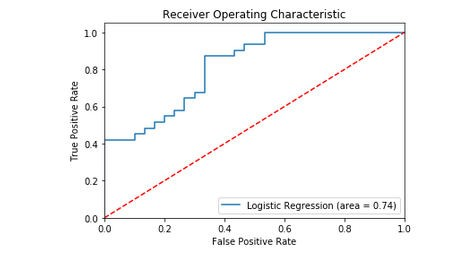 Receiver Operating Characteristic
1.0
0.8
0.6
0.4
0.2
0.0
True Positive Rate
Logistic Regression (area = 0.74)
0.0 0.2 0.4 0.6 0.8 1.0
False Positive Rate